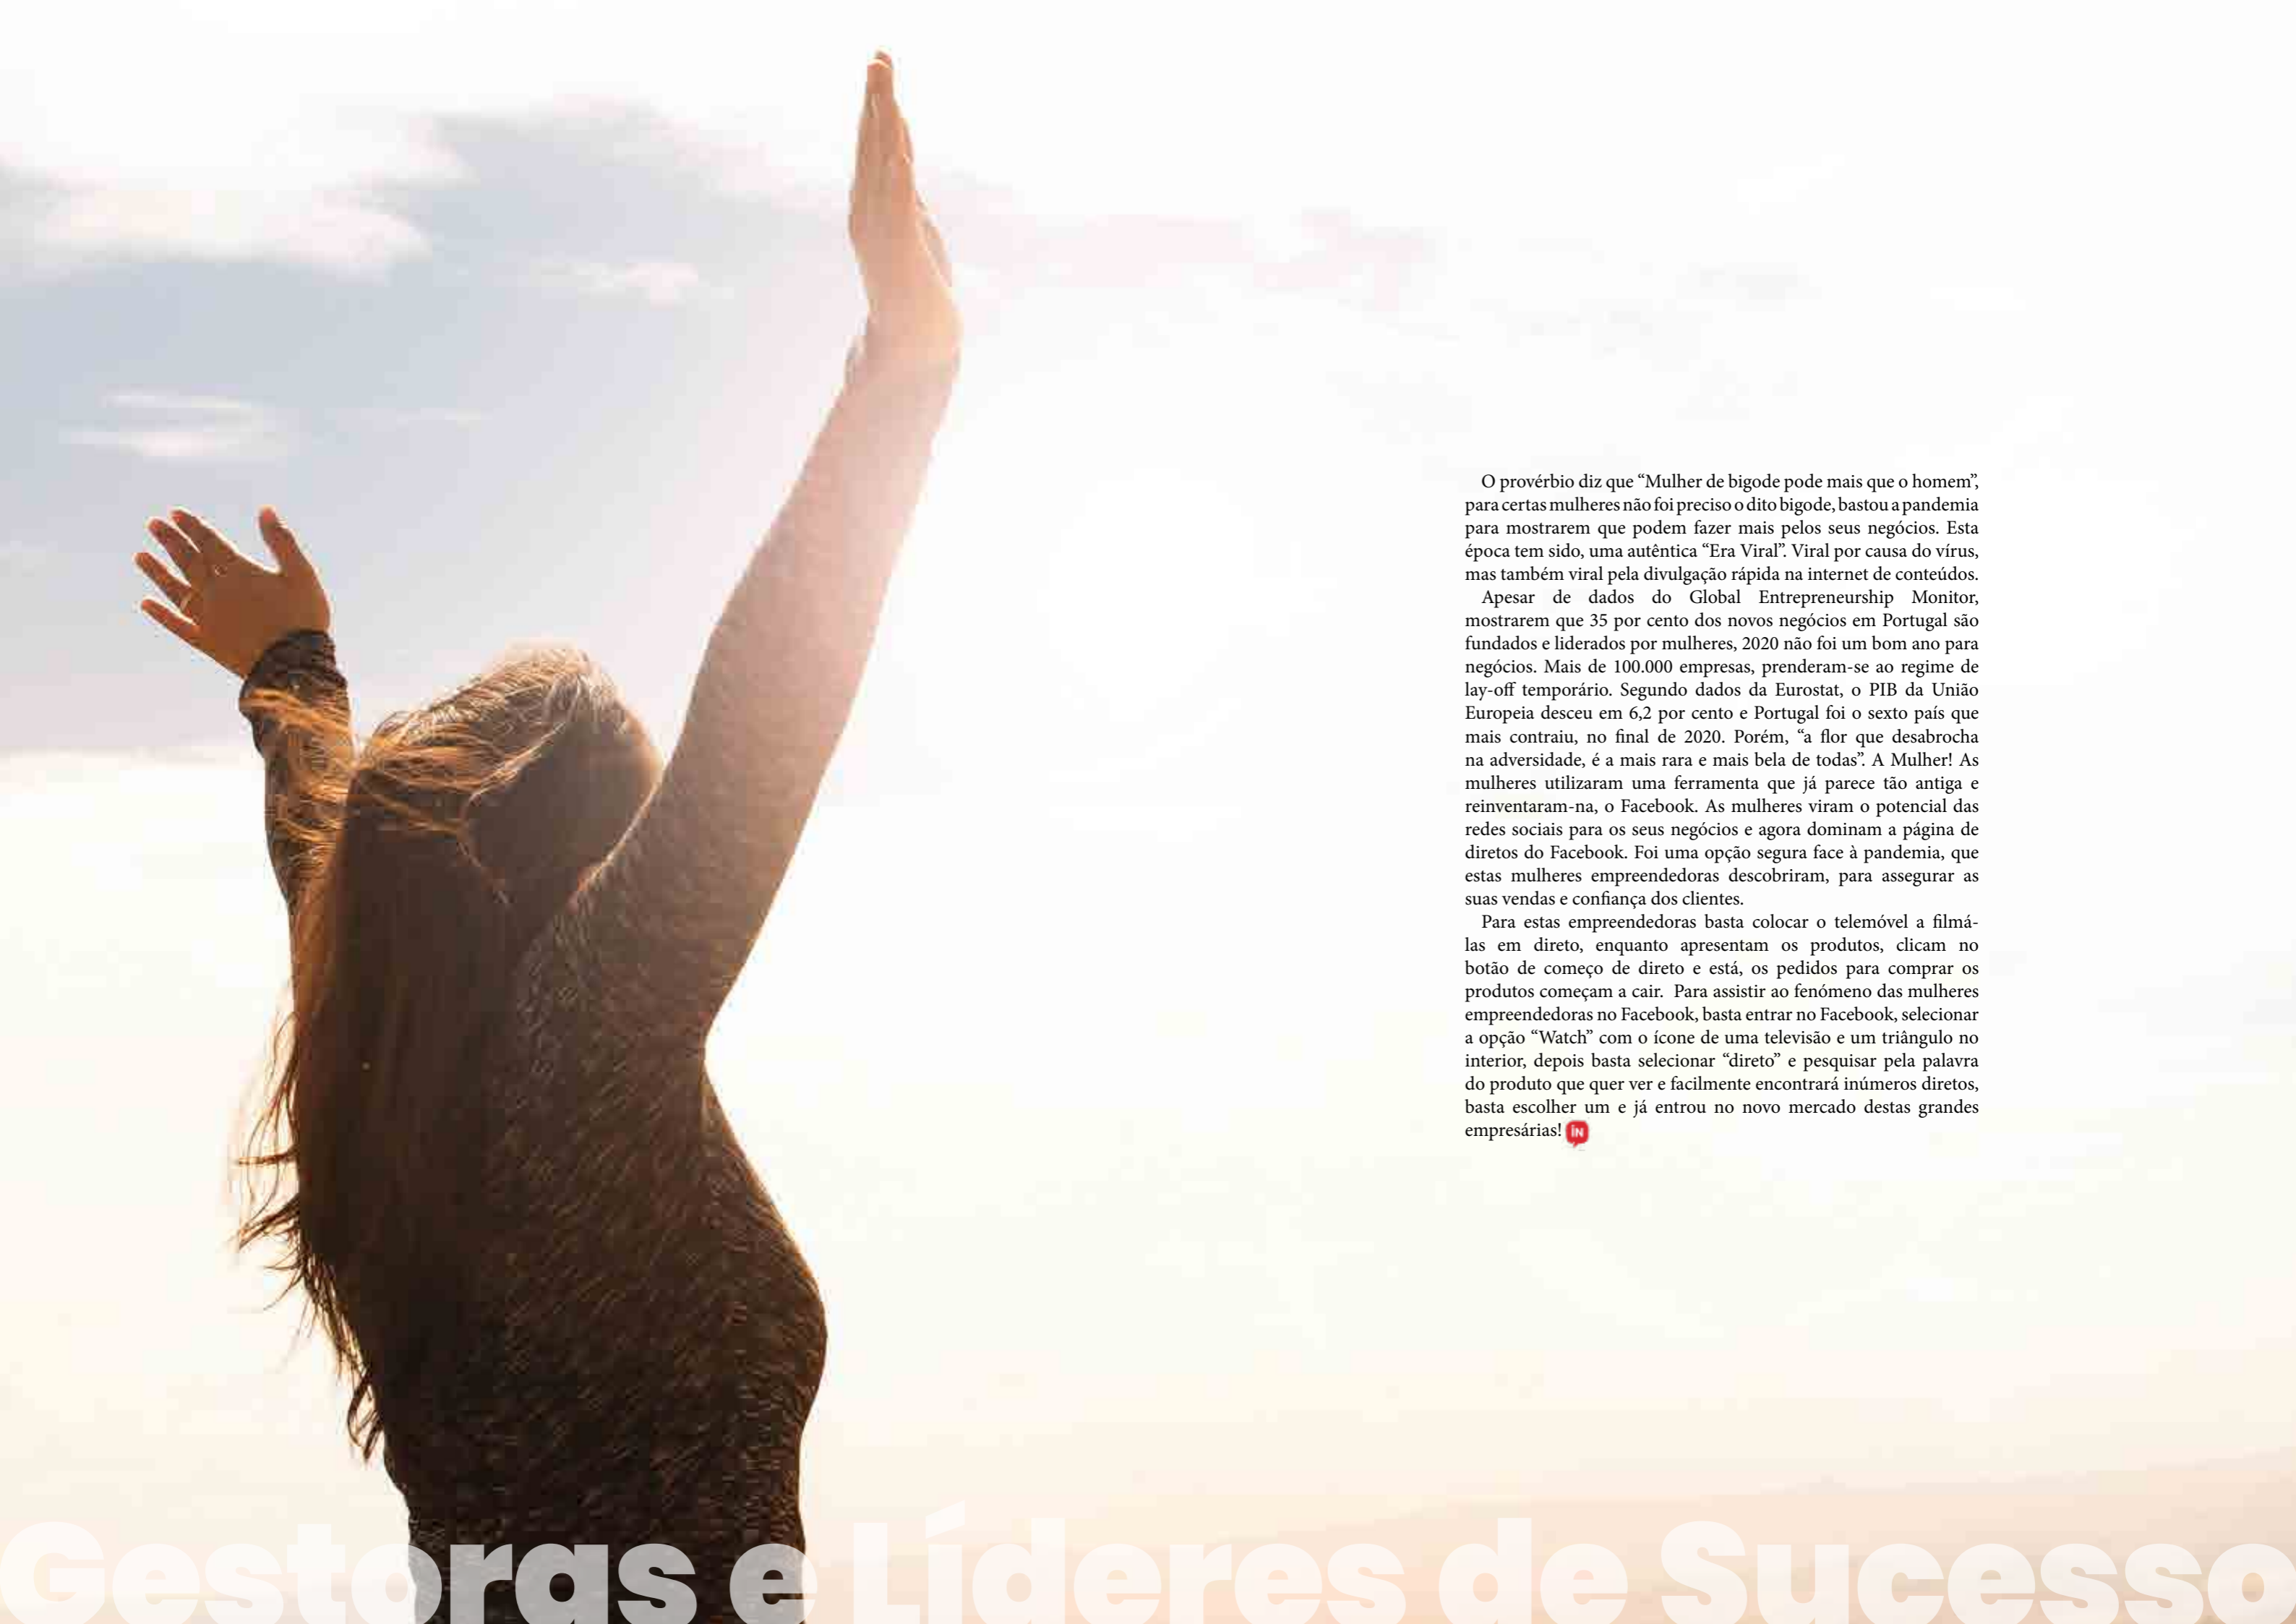 O provérbio diz que “Mulher de bigode pode mais que o homem”,
para certas mulheres não foi preciso o dito bigode, bastou a pandemia
para mostrarem que podem fazer mais pelos seus negócios. Esta
época tem sido, uma autêntica “Era Viral”. Viral por causa do vírus,
mas também viral pela divulgação rápida na internet de conteúdos.
Apesar de dados do Global Entrepreneurship Monitor,
mostrarem que 35 por cento dos novos negócios em Portugal são
fundados e liderados por mulheres, 2020 não foi um bom ano para
negócios. Mais de 100.000 empresas, prenderam-se ao regime de
lay-off temporário. Segundo dados da Eurostat, o PIB da União
Europeia desceu em 6,2 por cento e Portugal foi o sexto país que
mais contraiu, no final de 2020. Porém, “a flor que desabrocha
na adversidade, é a mais rara e mais bela de todas”. A Mulher! As
mulheres utilizaram uma ferramenta que já parece tão antiga e
reinventaram-na, o Facebook. As mulheres viram o potencial das
redes sociais para os seus negócios e agora dominam a página de
diretos do Facebook. Foi uma opção segura face à pandemia, que
estas mulheres empreendedoras descobriram, para assegurar as
suas vendas e confiança dos clientes.
Para estas empreendedoras basta colocar o telemóvel a filmá-
las em direto, enquanto apresentam os produtos, clicam no
botão de começo de direto e está, os pedidos para comprar os
produtos começam a cair.  Para assistir ao fenómeno das mulheres
empreendedoras no Facebook, basta entrar no Facebook, selecionar
a opção “Watch” com o ícone de uma televisão e um triângulo no
interior, depois basta selecionar “direto” e pesquisar pela palavra
do produto que quer ver e facilmente encontrará inúmeros diretos,
basta escolher um e já entrou no novo mercado destas grandes
empresárias! iN
Gestoras e Líderes de Sucesso